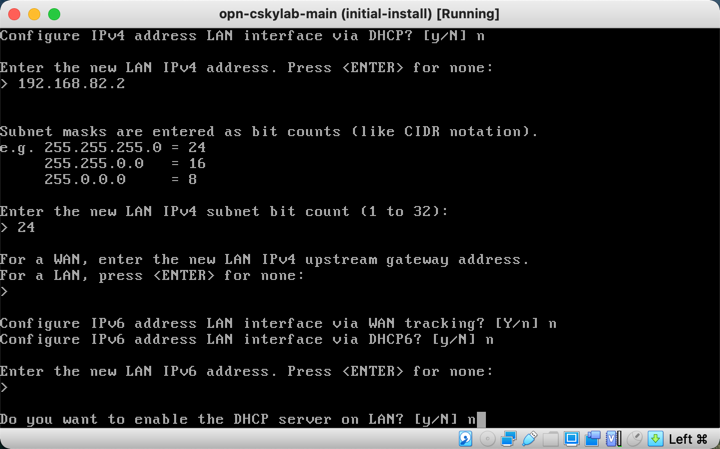 opn-cskylab-main (initial-install) [Running]
Configure IPv4 address LAN interface via DHCP? [y/N] n
Enter the new LAN IPv4 address. Press <ENTER> for none:
> 192.168.82.2
Subnet masks are entered as bit counts (like CIDR notation).
e.g. 255.255.255.0 = 24
255.255.0.0 = 16
255.0.0.0 = 8
Enter the new LAN IPv4 subnet bit count (1 to 32):
> 24
For a WAN, enter the new LAN IPv4 upstream gateway address.
For a LAN, press <ENTER> for none:
>
Configure IPv6 address LAN interface via WAN tracking? [Y/n] n
Configure IPv6 address LAN interface via DHCP6? [y/N] n
Enter the new LAN IPv6 address. Press <ENTER> for none:
>
Do you want to enable the DHCP server on LAN? [y/N] n
Left ⌘